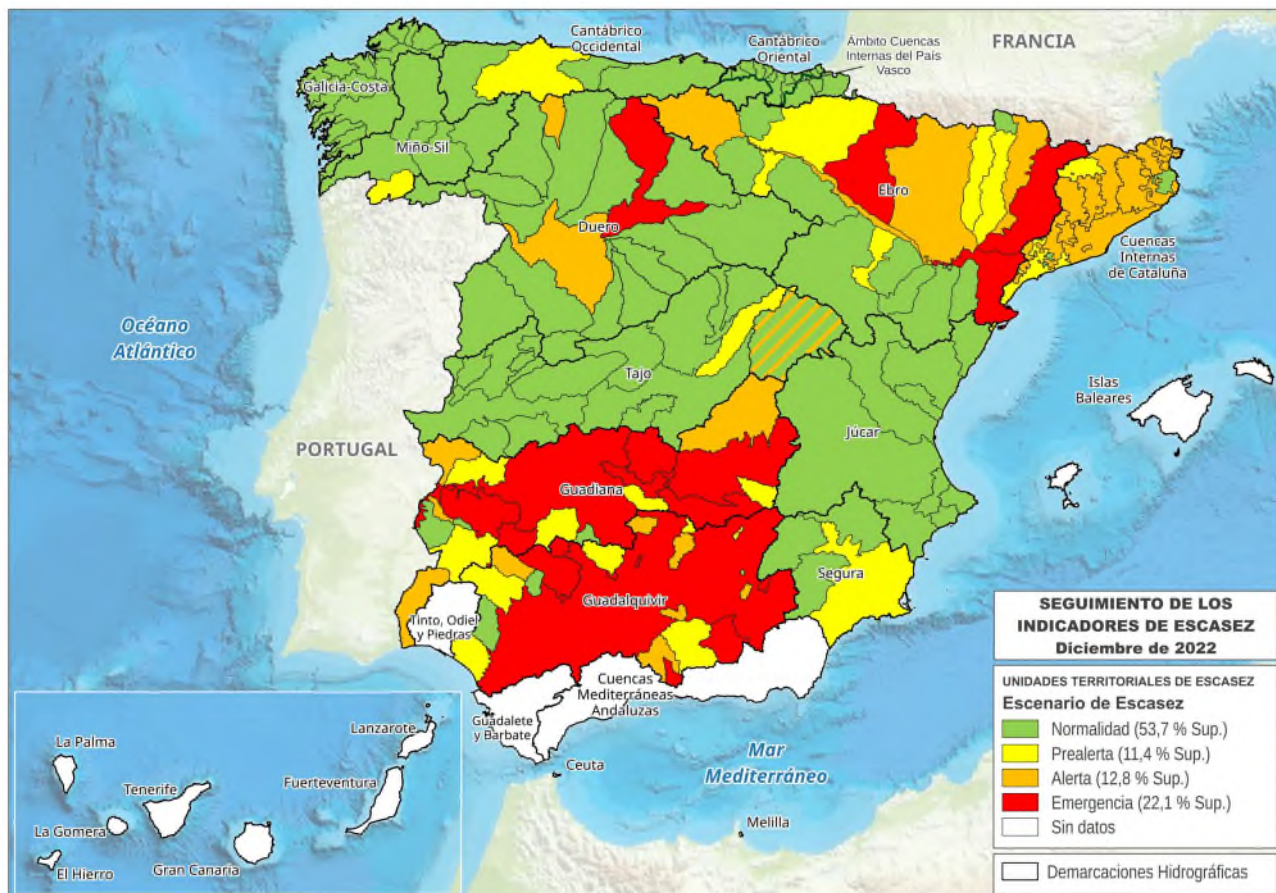 Cantábrico
Occidental
Cantábrico
Oriental
Ámbito Cuencas
Internas del País
Vasco
FRANCIA
Galicia-Costa
Miño-Sil
Ebro
Duero
Cuencas
Internas
de Cataluña
Océano
Atlántico
Tajo
Islas
Baleares
PORTUGAL
Júcar
Guadiana
Segura
Guadalquivir
Tinto, Odiel
y Piedras
Cuencas
Mediterráneas
Andaluzas
Guadalete
y Barbate
Ceuta
Mar
Mediterráneo
Melilla
La Palma
Lanzarote
Tenerife
Fuerteventura
La Gomera
El Hierro
Gran Canaria
SEGUIMIENTO DE LOS
INDICADORES DE ESCASEZ
Diciembre de 2022
UNIDADES TERRITORIALES DE ESCASEZ
Escenario de Escasez
Normalidad (53,7 % Sup.)
Prealerta (11,4 % Sup.)
Alerta (12,8 % Sup.)
Emergencia (22,1 % Sup.)
Sin datos
Demarcaciones Hidrográficas